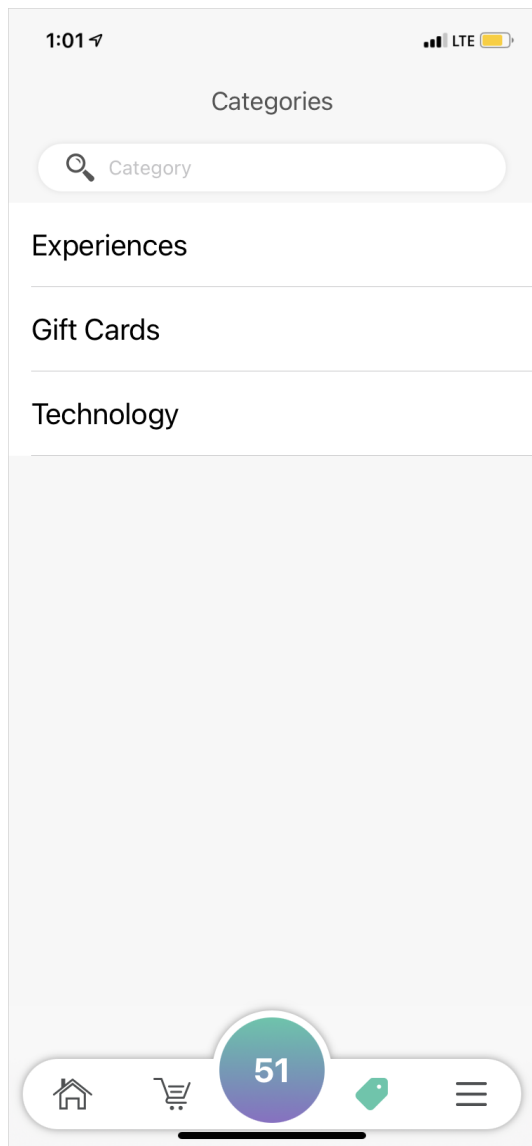 1:01
LTE
Categories
Category
Experiences
Gift Cards
Technology
51